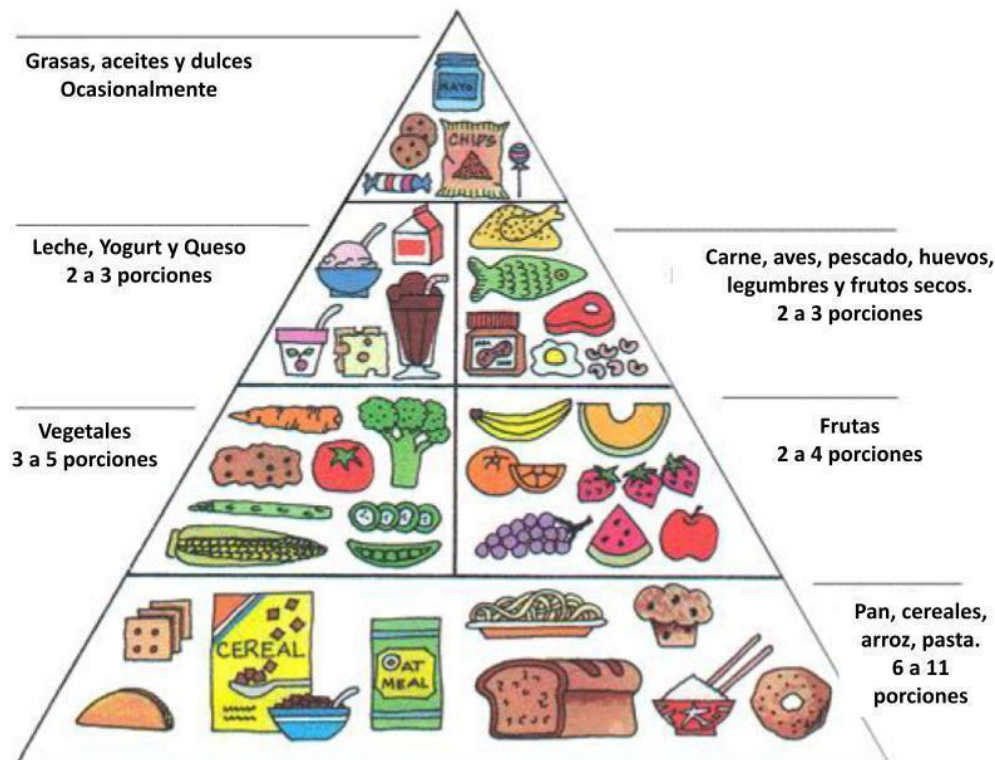 Grasas, aceites y dulces
Ocasionalmente
MAYO
CHIPS
Leche, Yogurt y Queso
2 a 3 porciones
Carne, aves, pescado, huevos,
legumbres y frutos secos.
2 a 3 porciones
Vegetales
3 a 5 porciones
Frutas
2 a 4 porciones
CEREAL
OAT
MEAL
Pan, cereales,
arroz, pasta.
6 a 11
porciones